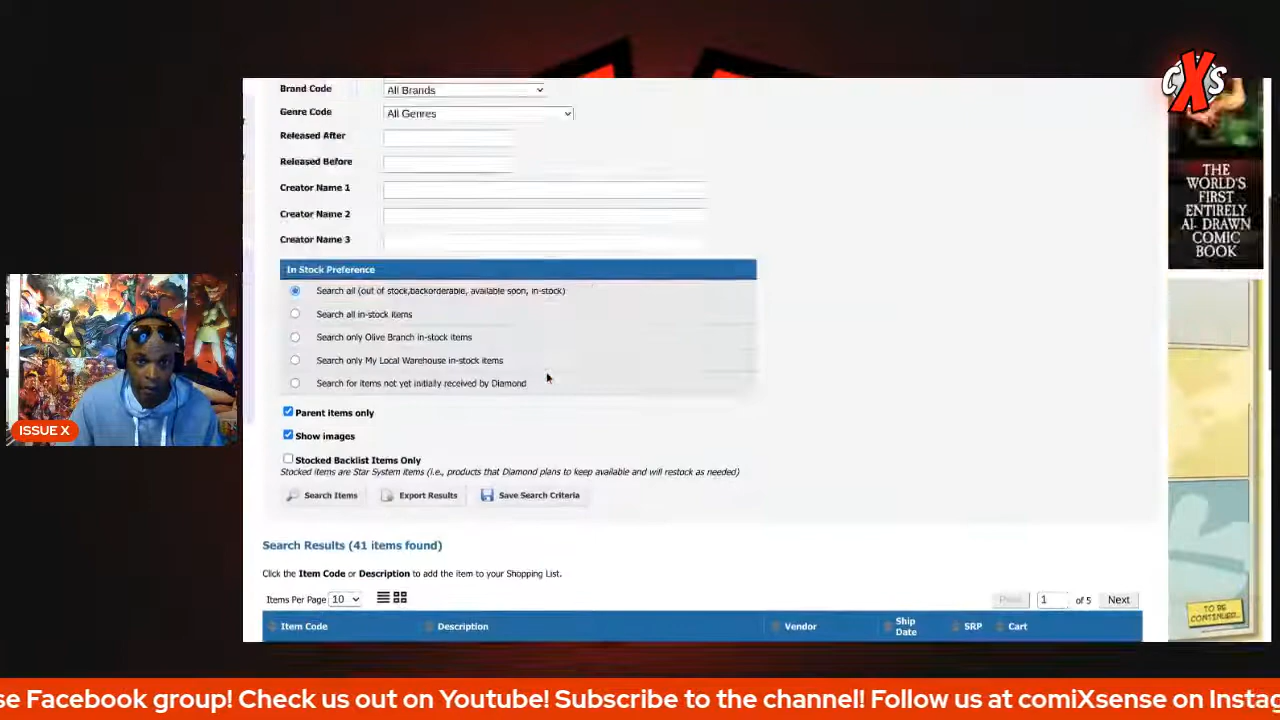 Brand Code
All Brands
Genre Code
All Genres
Released After
Released Before
Creator Name 1
Creator Name 2
Creator Name 3
In Stock Preference
Search all (out of stock,backorderable, available soon, in-stock)
Search all in-stock items
Search only Olive Branch in-stock items
Search only My Local Warehouse in-stock items
Search for items not yet initially received by Diamond
Parent items only
Show images
Stocked Backlist Items Only
Stocked items are Star System items (i.e., products that Diamond plans to keep available and will restock as needed)
Search Items Export Results Save Search Criteria
Search Results (41 items found)
Click the Item Code or Description to add the item to your Shopping List.
Items Per Page 10
Prev 1 of 5 Next
Item Code Description Vendor Ship Date SRP Cart
cXs
THE
WORLD'S
FIRST
ENTIRELY
AI- DRAWN
COMIC
BOOK
TO BE
CONTINUED...
ISSUE X
se Facebook group! Check us out on Youtube! Subscribe to the channel! Follow us at comiXsense on Instag